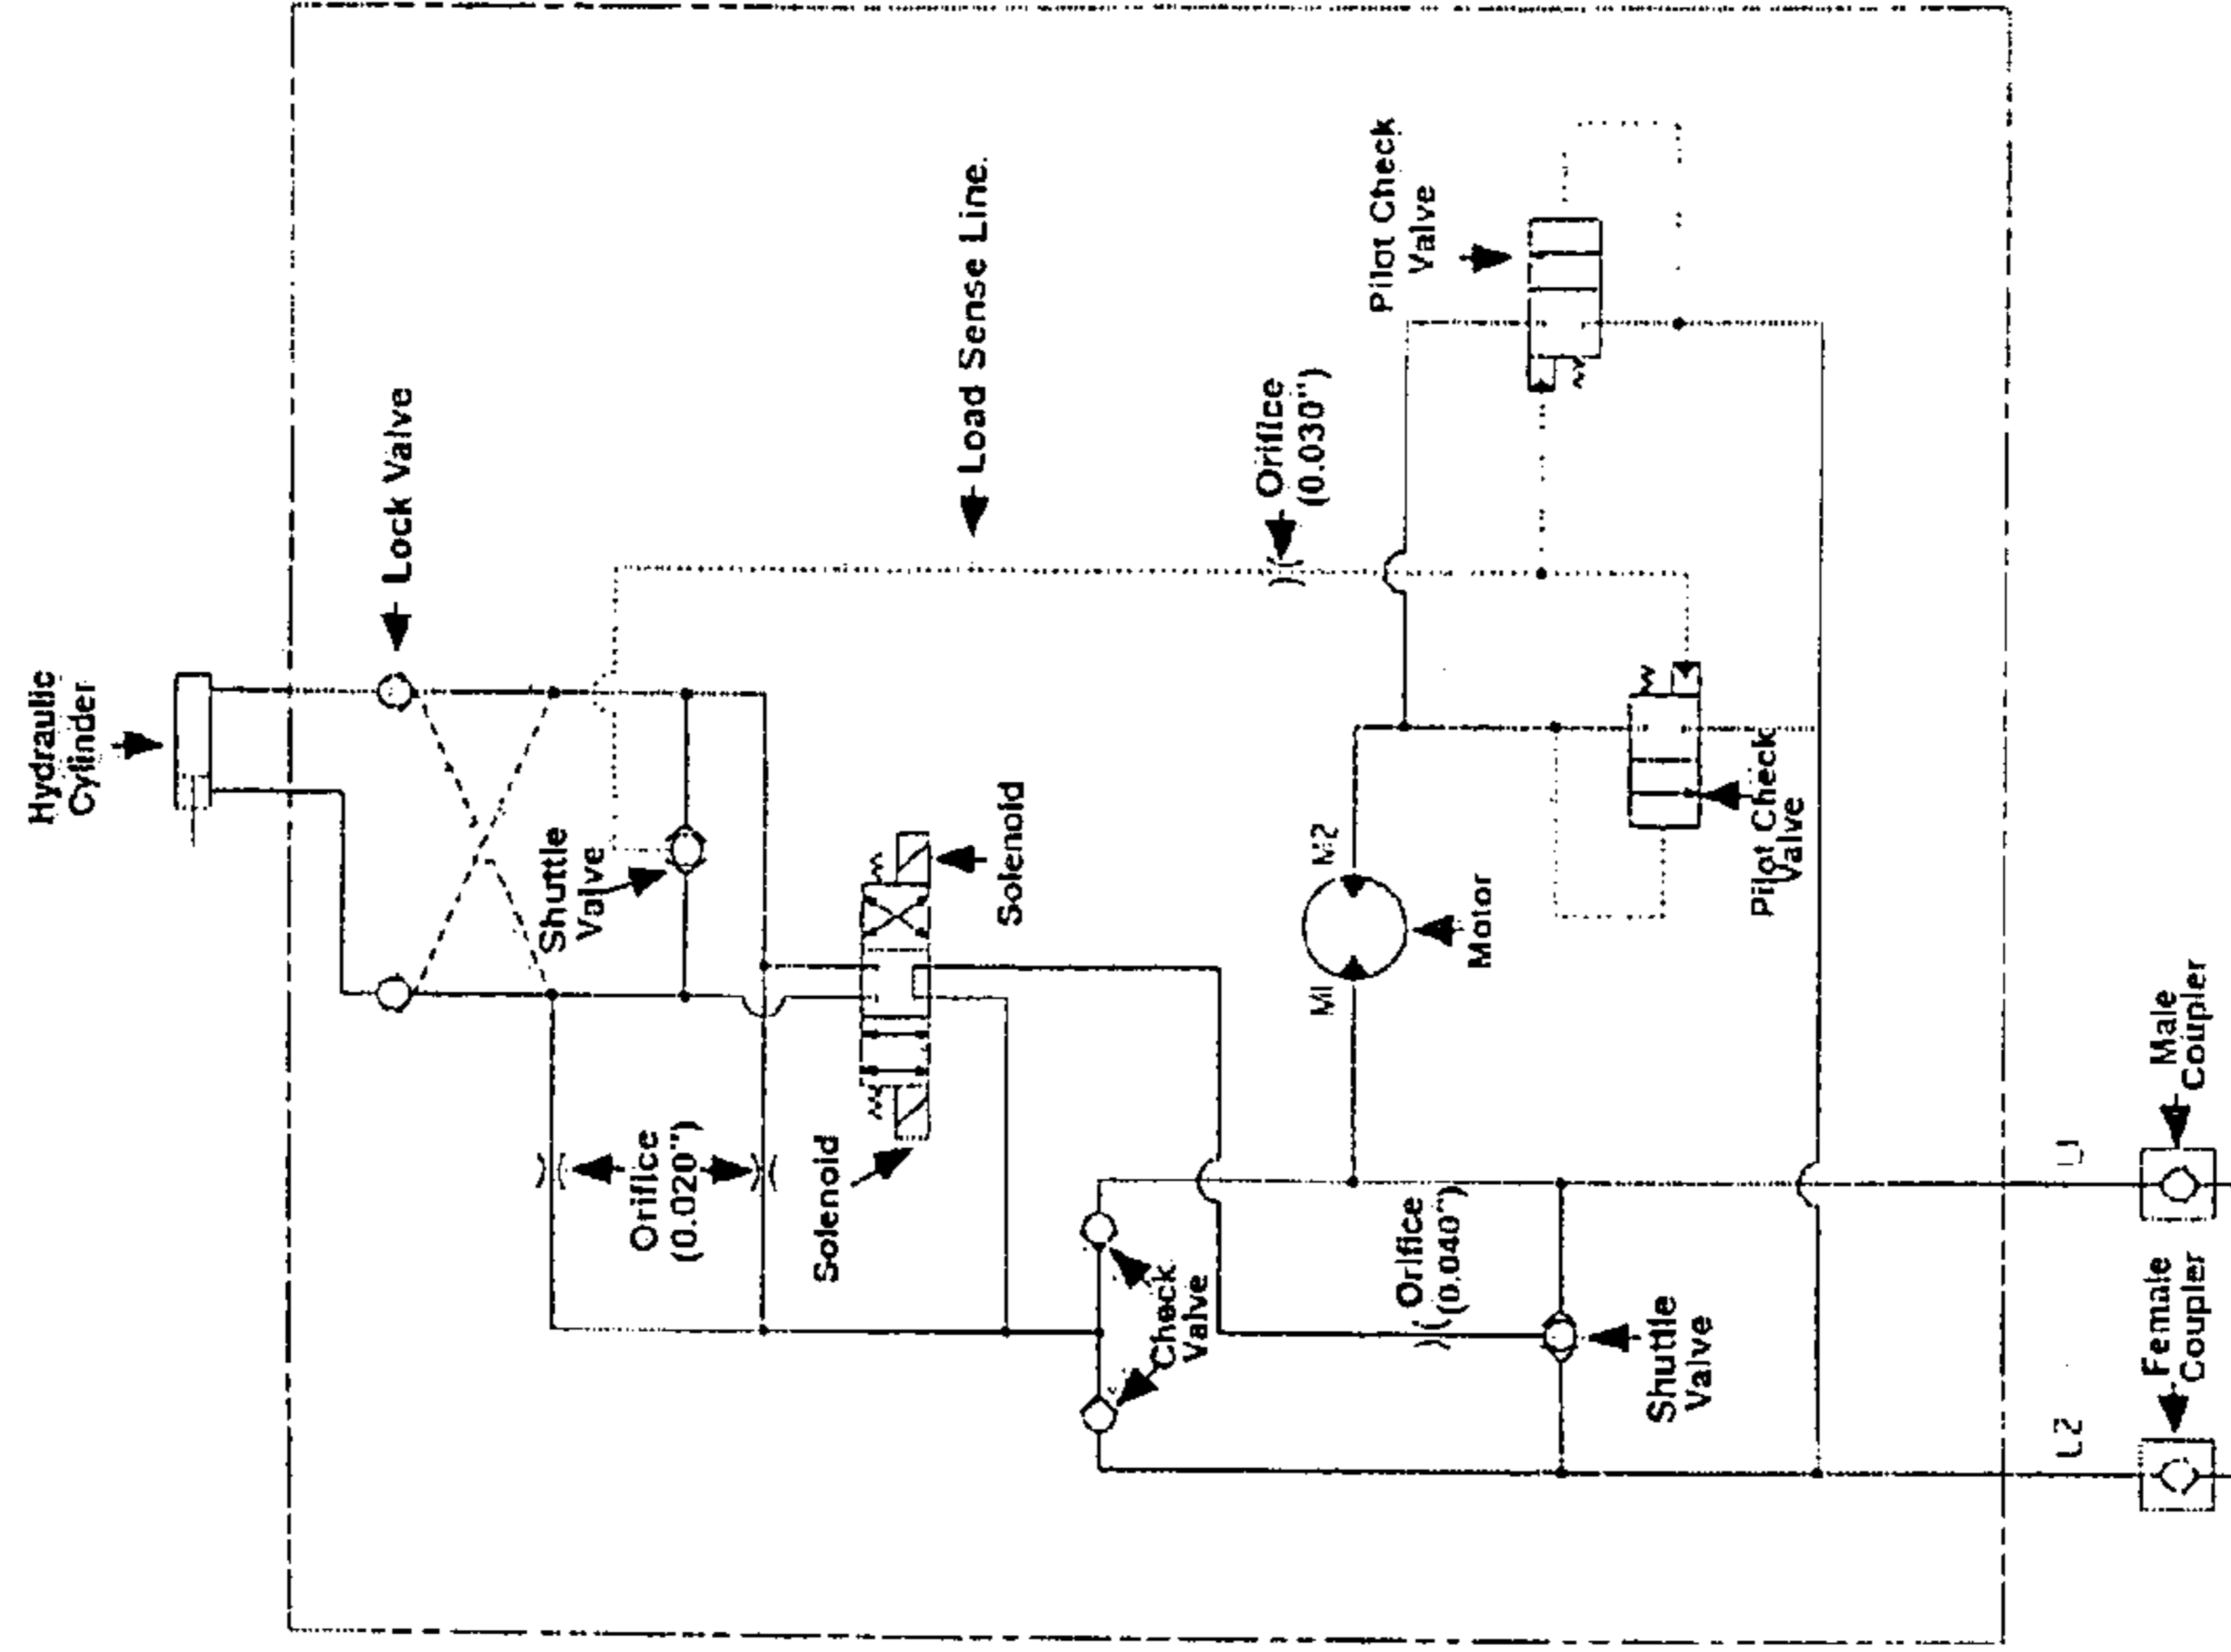 Hydraulic
Cylinder
Lock Valve
Load Sense Line
Pilot Check
Valve
Orifice
(0.030")
Shuttle
Valve
Solenoid
M2
M1
Motor
Pilot Check
Valve
Orifice
(0.020")
Solenoid
Check
Valve
Orifice
(0.040")
Shuttle
Valve
Male
Coupler
Female
Coupler
L2